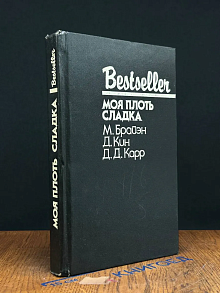 Bestseller
МОЯ ПЛОТЬ
СЛАДКА
М. Брайэн
Д. Кин
Д. Д. Карр
МОЯ ПЛОТЬ СЛАДКА Bestseller